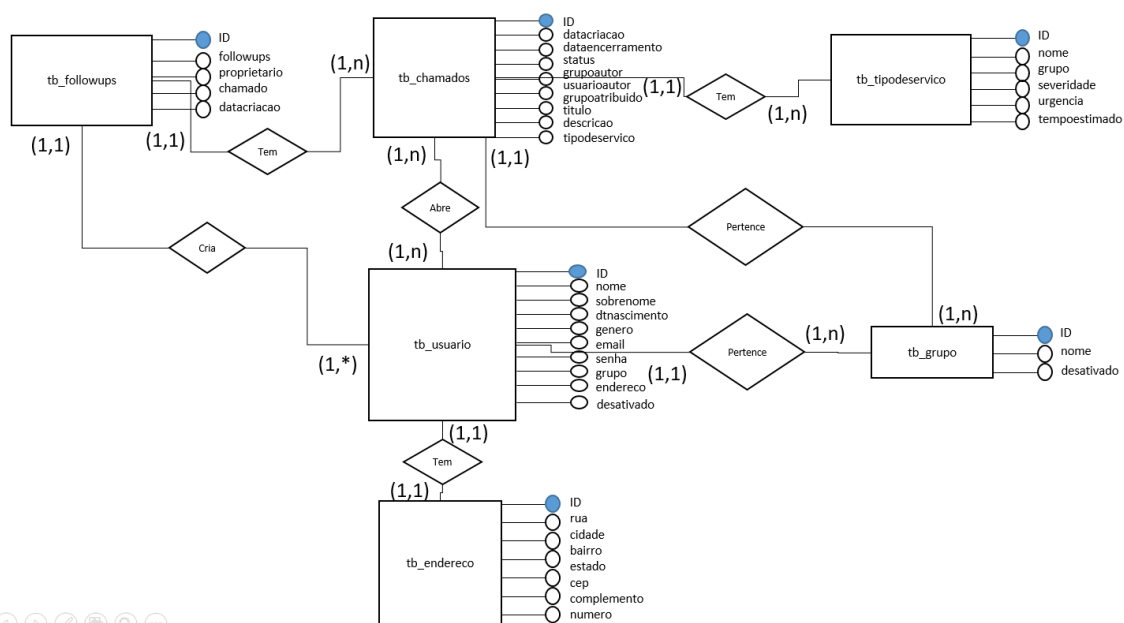 tb_followups
ID
followups
proprietario
chamado
datacriacao
(1,1)
(1,1)
Tem
(1,n)
tb_chamados
ID
datacriacao
dataencerramento
status
grupoautor
usuarioautor
grupoatribuido
titulo
descricao
tipodeservico
(1,1)
Tem
(1,n)
tb_tipodeservico
ID
nome
grupo
severidade
urgencia
tempoestimado
(1,n)
(1,1)
Abre
Pertence
Cria
(1,n)
(1,*)
tb_usuario
ID
nome
sobrenome
dtnascimento
genero
email
senha
grupo
endereco
desativado
(1,1)
Pertence
(1,n)
(1,n)
tb_grupo
ID
nome
desativado
(1,1)
Tem
(1,1)
tb_endereco
ID
rua
cidade
bairro
estado
cep
complemento
numero